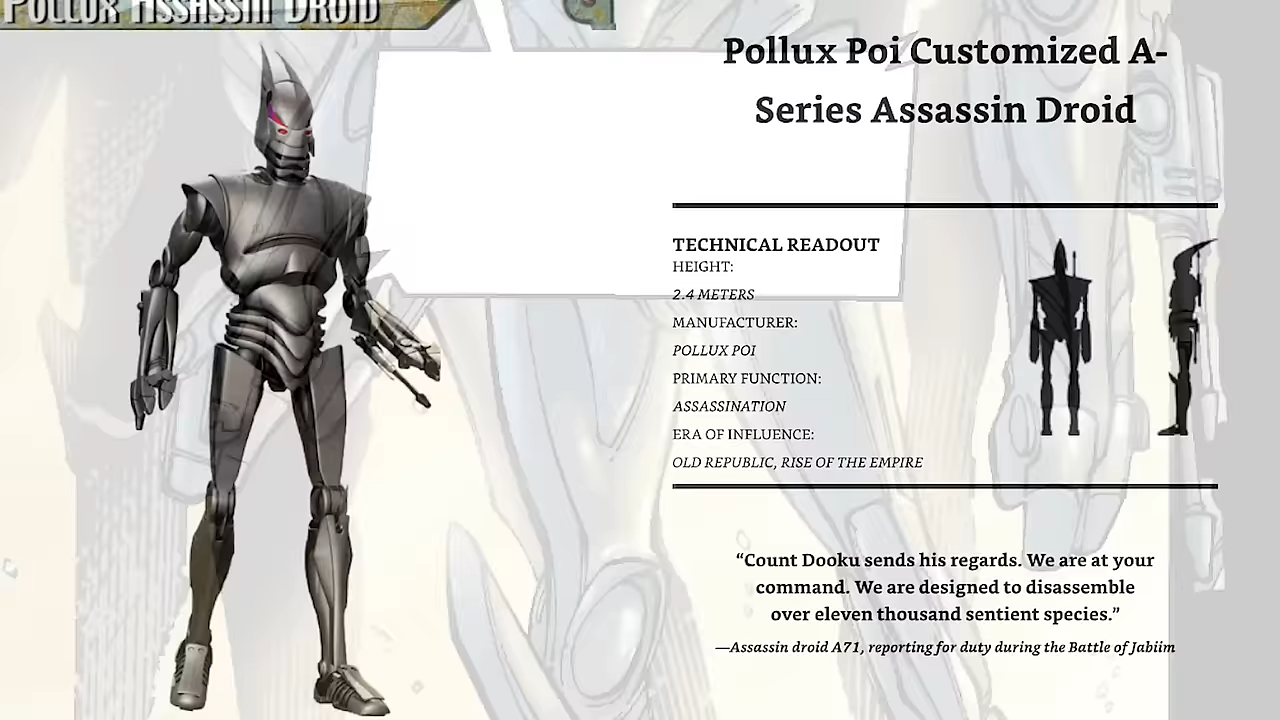 POLLUX ASSASSIN DROID
Pollux Poi Customized A-
Series Assassin Droid
TECHNICAL READOUT
HEIGHT:
2.4 METERS
MANUFACTURER:
POLLUX POI
PRIMARY FUNCTION:
ASSASSINATION
ERA OF INFLUENCE:
OLD REPUBLIC, RISE OF THE EMPIRE
“Count Dooku sends his regards. We are at your
command. We are designed to disassemble
over eleven thousand sentient species.”
—Assassin droid A71, reporting for duty during the Battle of Jabiim